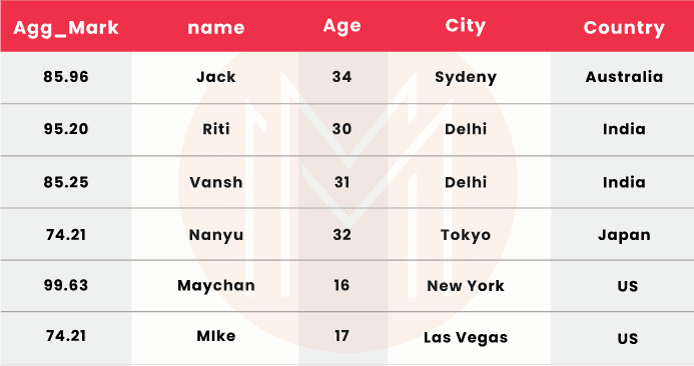 Agg_Mark name Age City Country
85.96 Jack 34 Sydeny Australia
95.20 Riti 30 Delhi India
85.25 Vansh 31 Delhi India
74.21 Nanyu 32 Tokyo Japan
99.63 Maychan 16 New York US
74.21 MIke 17 Las Vegas US